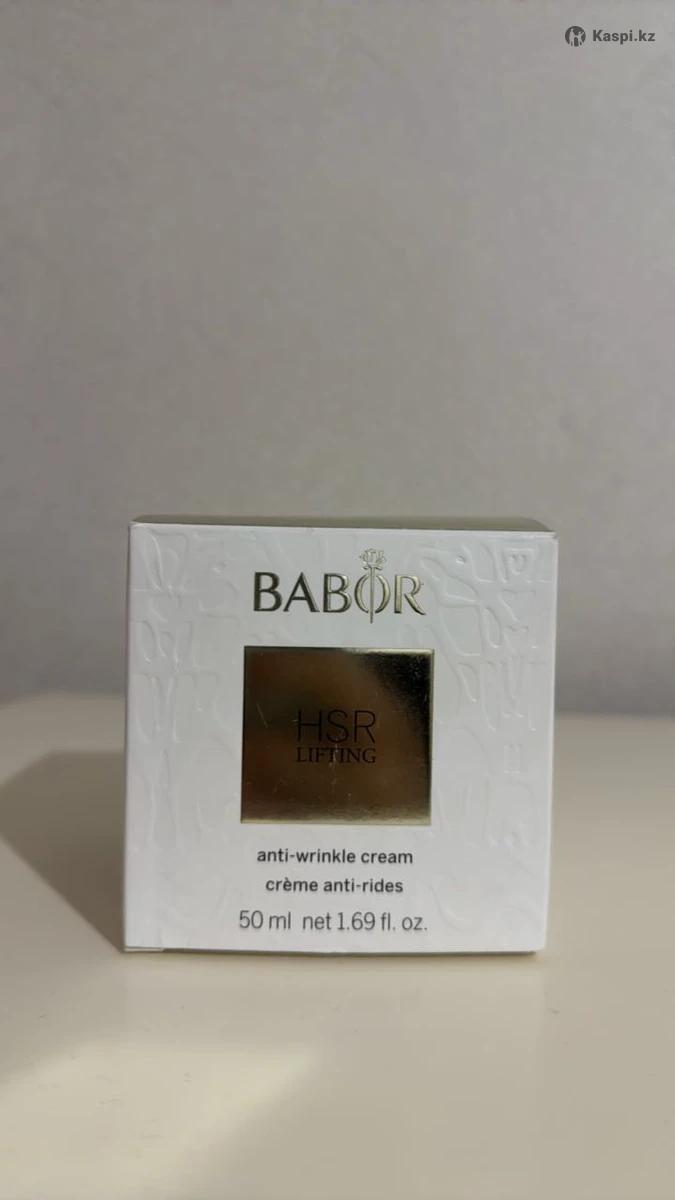 Kaspi.kz
BABOR
HSR
LIFTING
anti-wrinkle cream
crème anti-rides
50 ml net 1.69 fl. oz.